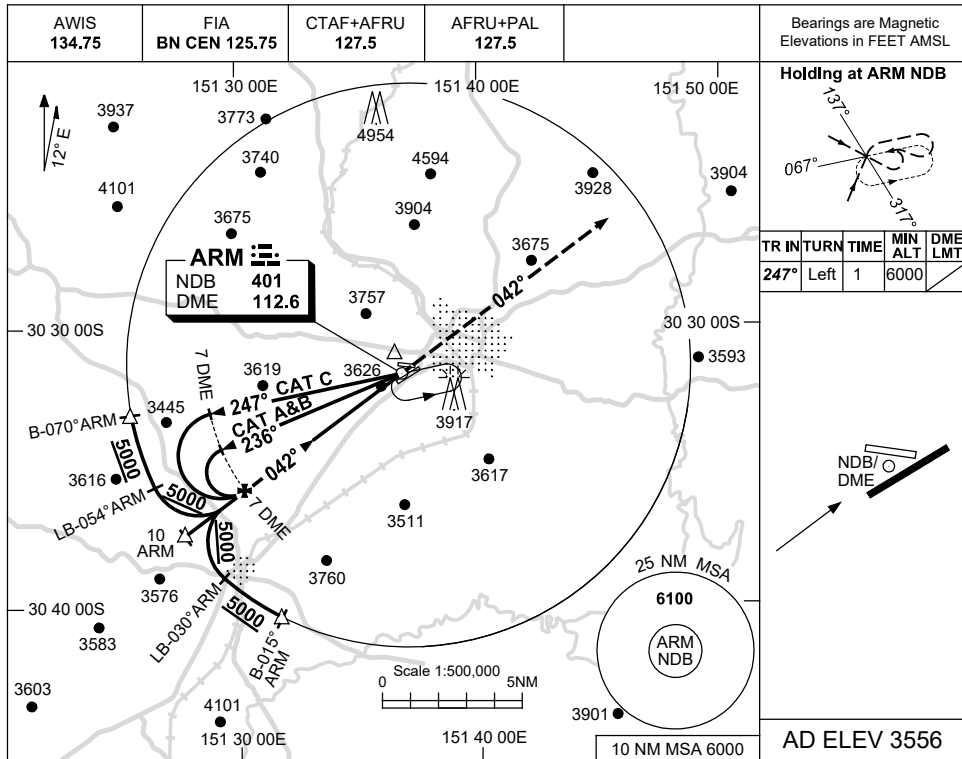 AWIS
134.75
FIA
BN CEN 125.75
CTAF+AFRU
127.5
AFRU+PAL
127.5
Bearings are Magnetic
Elevations in FEET AMSL
151 30 00E
151 40 00E
151 50 00E
12° E
3937
3773
4954
3740
4594
3928
3904
4101
3675
3904
3675
ARM
NDB 401
DME 112.6
042°
3757
30 30 00S
30 30 00S
3593
7 DME
3619
3626
247° CAT C
CAT A&B
236°
3917
B-070°ARM
3445
042°
5000
3616
5000
LB-054°ARM
7 DME
3617
10
ARM
5000
3511
3760
3576
25 NM MSA
6100
ARM
NDB
30 40 00S
5000
LB-030°ARM
B-015°
ARM
3583
Scale 1:500,000
0 5NM
3603
4101
3901
151 30 00E
151 40 00E
10 NM MSA 6000
Holding at ARM NDB
137°
067°
317°
TR IN TURN TIME MIN ALT DME LMT
247° Left 1 6000
NDB/
DME
AD ELEV 3556